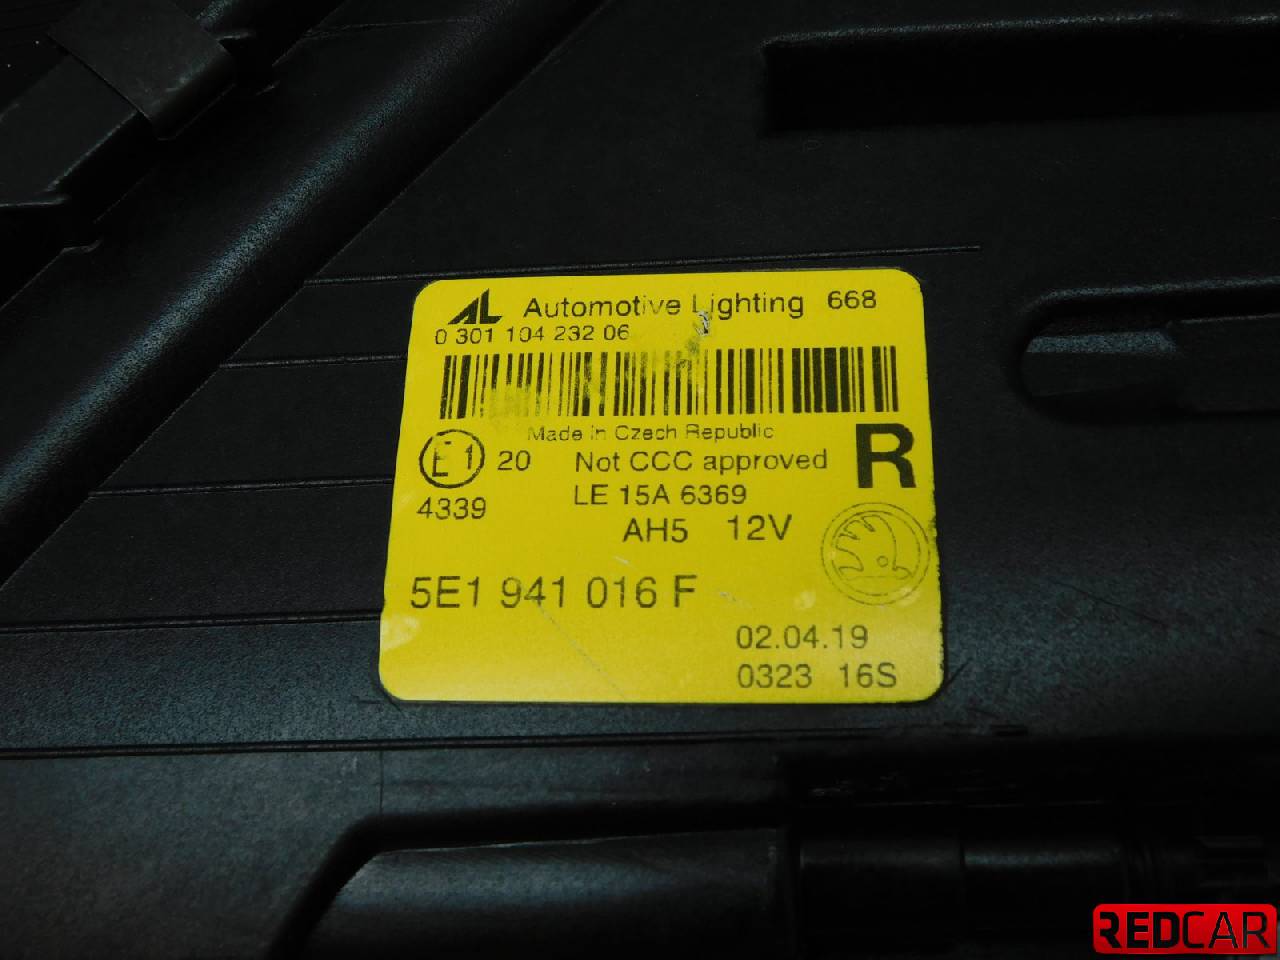 AL Automotive Lighting 668
0 301 104 232 06
Made in Czech Republic
E1 20 Not CCC approved R
4339 LE 15A 6369
AH5 12V
5E1 941 016 F
02.04.19
0323 16S
REDCAR